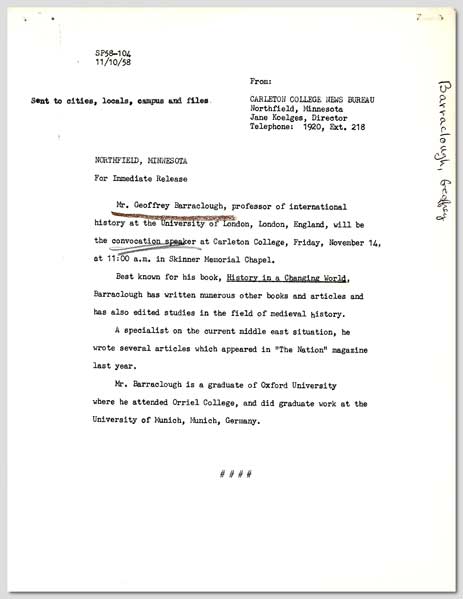 SF58-104
11/10/58
From:
Sent to cities, locals, campus and files
CARLETON COLLEGE NEWS BUREAU
Northfield, Minnesota
Jane Koelges, Director
Telephone: 1920, Ext. 218
Barraclough, Geoffrey
NORTHFIELD, MINNESOTA
For Immediate Release
Mr. Geoffrey Barraclough, professor of international
history at the University of London, London, England, will be
the convocation speaker at Carleton College, Friday, November 14,
at 11:00 a.m. in Skinner Memorial Chapel.
Best known for his book, History in a Changing World,
Barraclough has written numerous other books and articles and
has also edited studies in the field of medieval history.
A specialist on the current middle east situation, he
wrote several articles which appeared in "The Nation" magazine
last year.
Mr. Barraclough is a graduate of Oxford University
where he attended Orriel College, and did graduate work at the
University of Munich, Munich, Germany.
# # # #